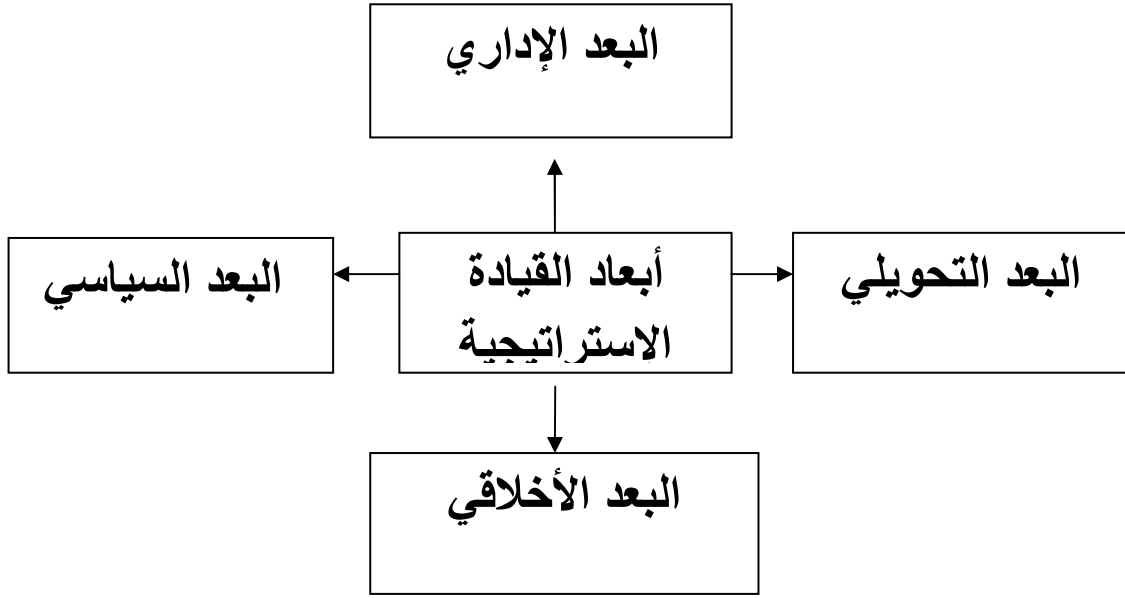 البعد الإداري
البعد التحويلي
أبعاد القيادة
الاستراتيجية
البعد السياسي
البعد الأخلاقي